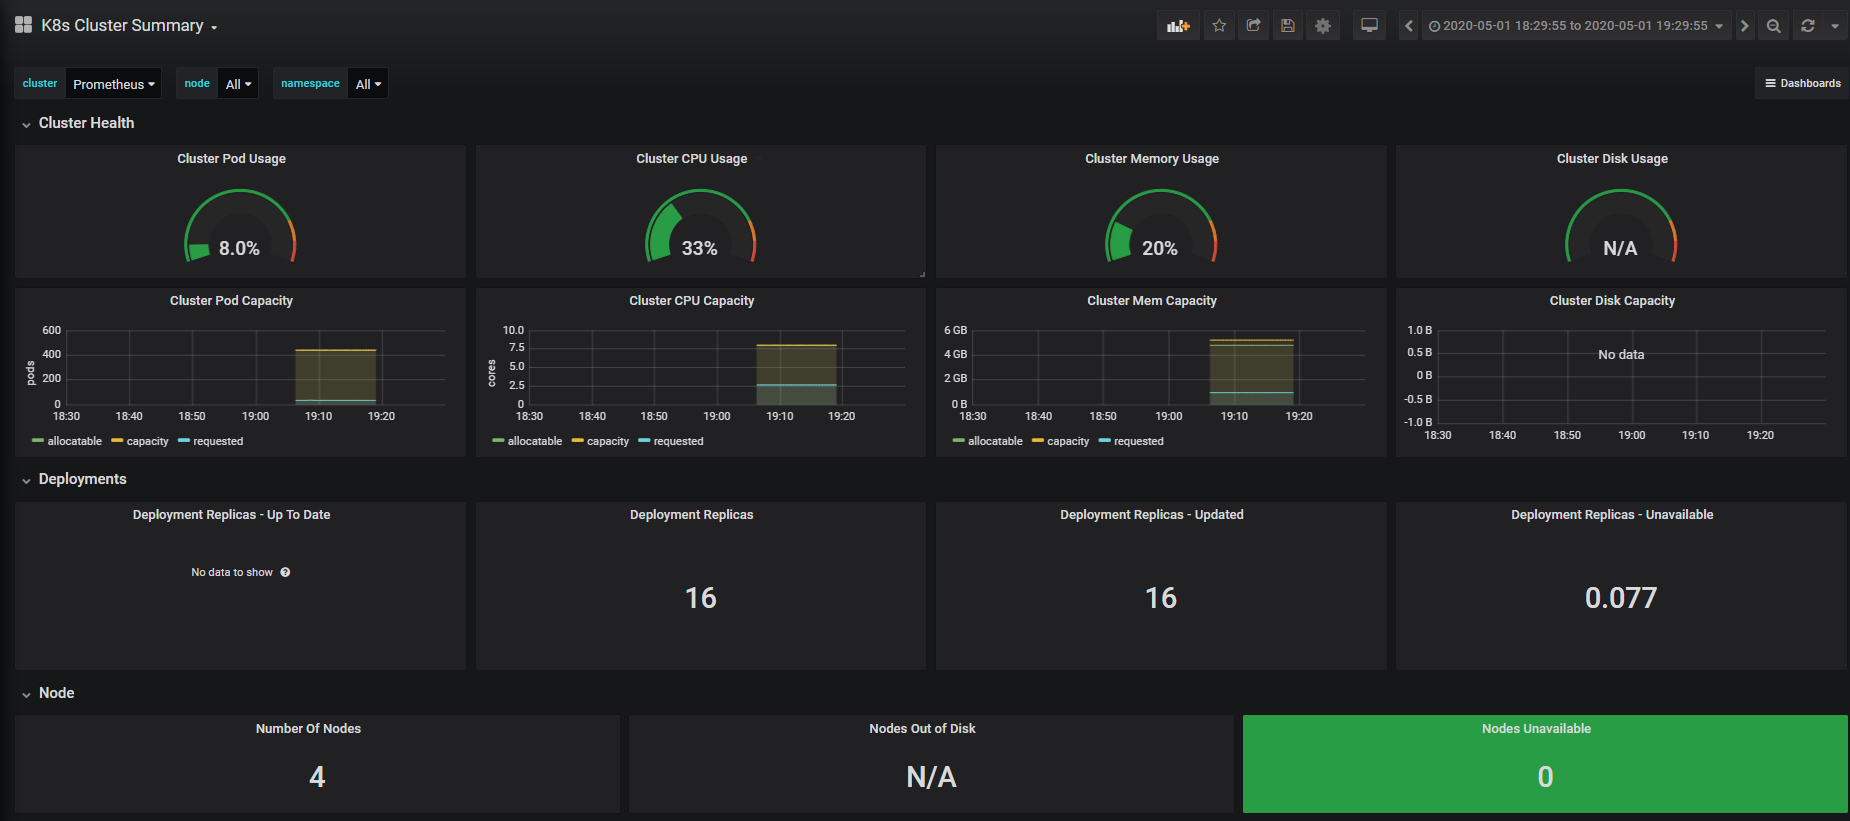 K8s Cluster Summary
2020-05-01 18:29:55 to 2020-05-01 19:29:55
cluster Prometheus node All namespace All
Dashboards
Cluster Health
Cluster Pod Usage
8.0%
Cluster CPU Usage
33%
Cluster Memory Usage
20%
Cluster Disk Usage
N/A
Cluster Pod Capacity
pods
600
400
200
0
18:30 18:40 18:50 19:00 19:10 19:20
allocatable capacity requested
Cluster CPU Capacity
cores
10.0
7.5
5.0
2.5
0
18:30 18:40 18:50 19:00 19:10 19:20
allocatable capacity requested
Cluster Mem Capacity
6 GB
4 GB
2 GB
0 B
18:30 18:40 18:50 19:00 19:10 19:20
allocatable capacity requested
Cluster Disk Capacity
1.0 B
0.5 B
0 B
-0.5 B
-1.0 B
No data
18:30 18:40 18:50 19:00 19:10 19:20
Deployments
Deployment Replicas - Up To Date
No data to show ?
Deployment Replicas
16
Deployment Replicas - Updated
16
Deployment Replicas - Unavailable
0.077
Node
Number Of Nodes
4
Nodes Out of Disk
N/A
Nodes Unavailable
0